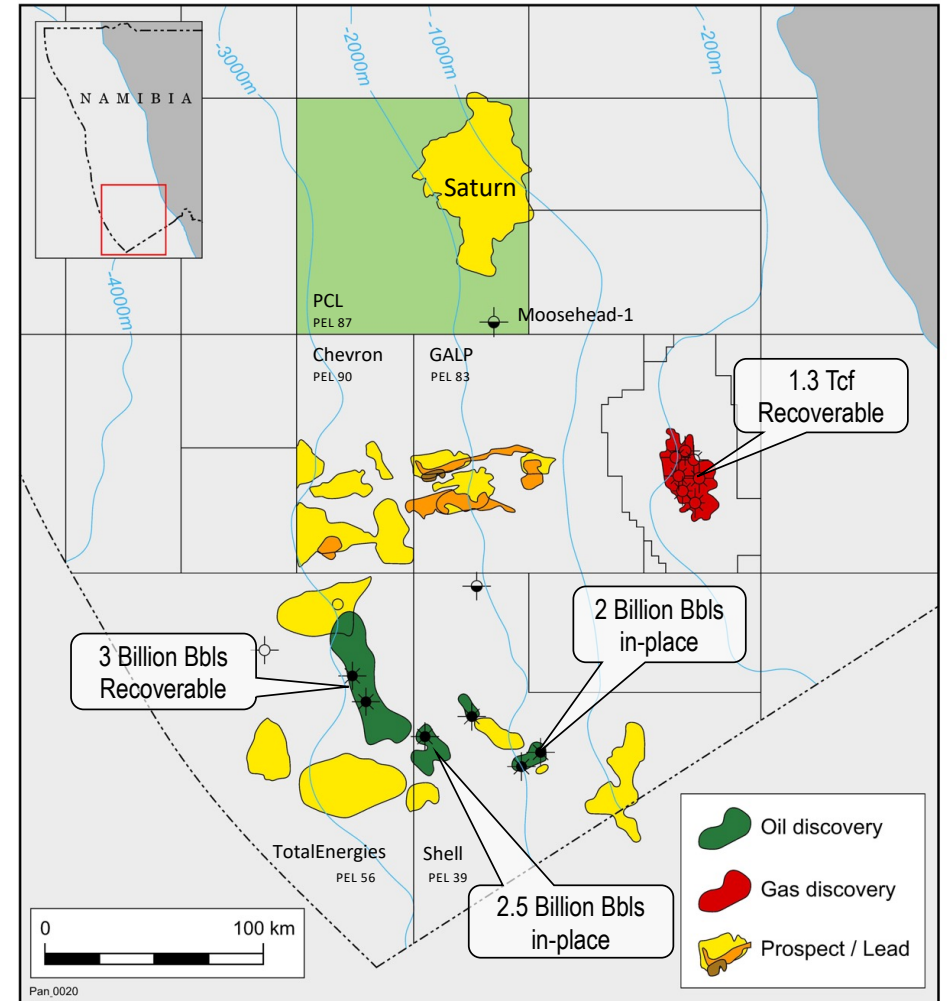 NAMIBIA
-3000m
-2000m
-1000m
-200m
-4000m
Saturn
PCL
PEL 87
Moosehead-1
Chevron
PEL 90
GALP
PEL 83
1.3 Tcf
Recoverable
2 Billion Bbls
in-place
3 Billion Bbls
Recoverable
TotalEnergies
PEL 56
Shell
PEL 39
2.5 Billion Bbls
in-place
Oil discovery
Gas discovery
Prospect / Lead
0
100 km
Pan_0020